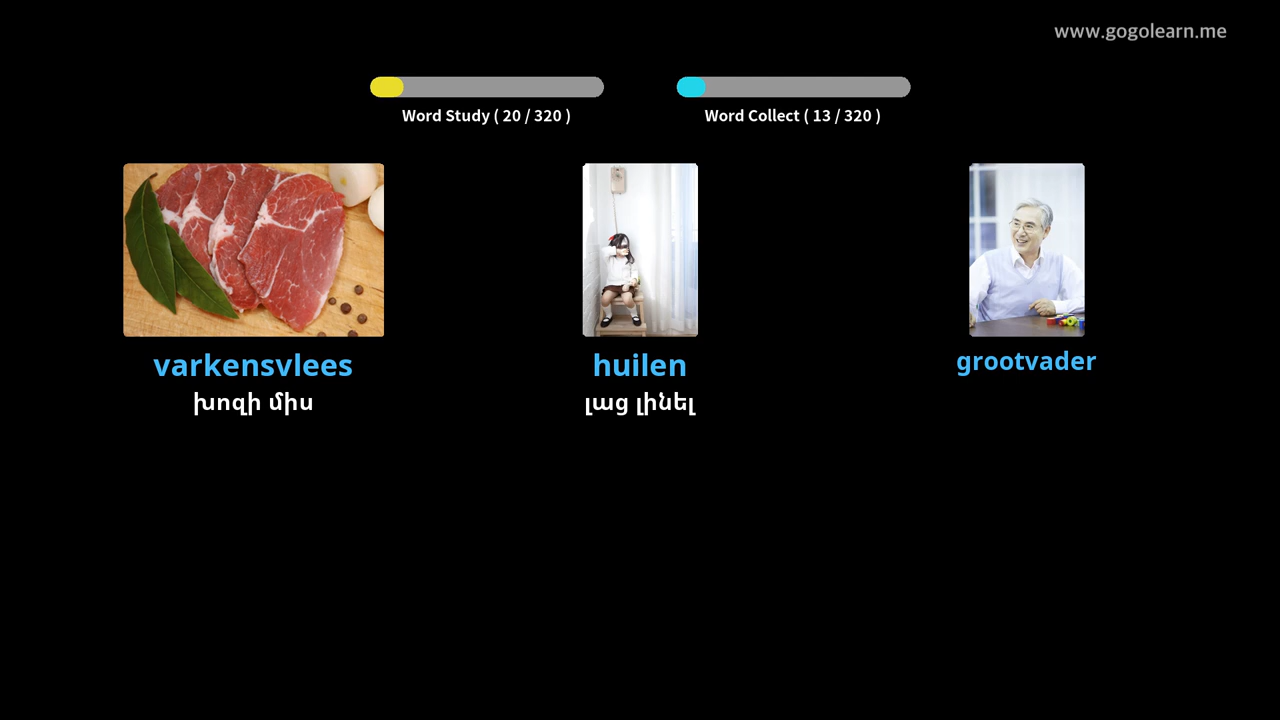 www.gogolearn.me
Word Study ( 20 / 320 )
Word Collect ( 13 / 320 )
varkensvlees
huilen
grootvader
խոզի միս
լաց լինել